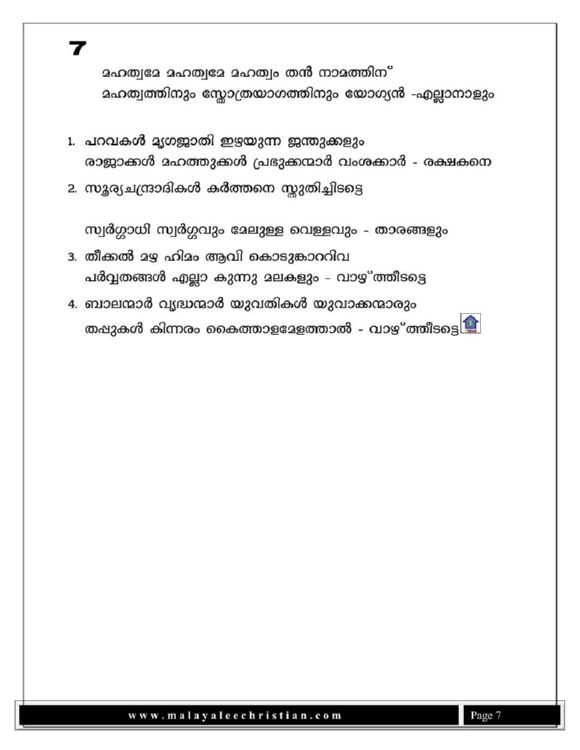 7
മഹത്വമേ മഹത്വമേ മഹത്വം തൻ നാമത്തിന്
മഹത്വത്തിനും സ്തോത്രയാഗത്തിനും യോഗ്യൻ -എല്ലാനാളും
1. പറവകൾ മൃഗജാതി ഇഴയുന്ന ജന്തുക്കളും
രാജാക്കൾ മഹത്തുക്കൾ പ്രഭുക്കന്മാർ വംശക്കാർ - രക്ഷകനെ
2. സൂര്യചന്ദ്രാദികൾ കർത്തനെ സ്തുതിച്ചിടട്ടെ
സ്വർഗ്ഗാധി സ്വർഗ്ഗവും മേലുള്ള വെള്ളവും - താരങ്ങളും
3. തീക്കൽ മഴ ഹിമം ആവി കൊടുങ്കാററിവ
പർവ്വതങ്ങൾ എല്ലാ കുന്നു മലകളും - വാഴ്ത്തീടട്ടെ
4. ബാലന്മാർ വൃദ്ധന്മാർ യുവതികൾ യുവാക്കന്മാരും
തപ്പുകൾ കിന്നരം കൈത്താളമേളത്താൽ - വാഴ്ത്തീടട്ടെ
www.malayaleechristian.com
Page 7